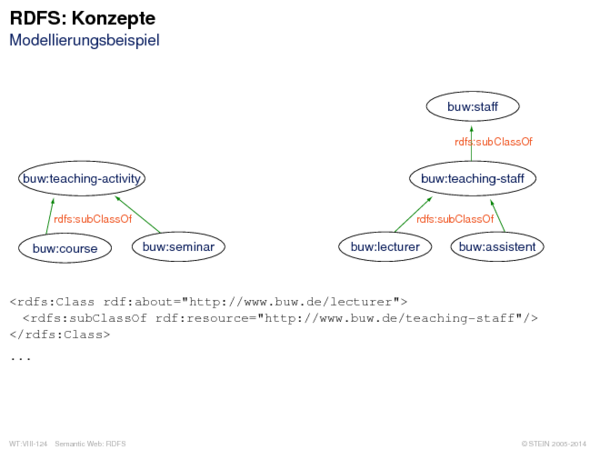 RDFS: Konzepte
Modellierungsbeispiel
buw:staff
rdfs:subClassOf
buw:teaching-activity
buw:teaching-staff
rdfs:subClassOf
rdfs:subClassOf
buw:course
buw:seminar
buw:lecturer
buw:assistent
<rdfs:Class rdf:about="http://www.buw.de/lecturer">
<rdfs:subClassOf rdf:resource="http://www.buw.de/teaching-staff"/>
</rdfs:Class>
...
WT:VIII-124 Semantic Web: RDFS
© STEIN 2005-2014